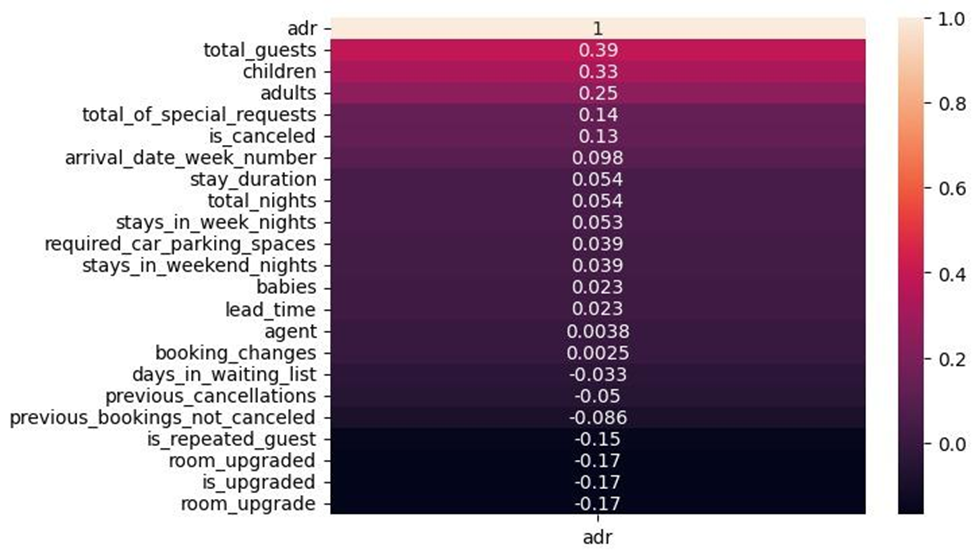 adr 1
total_guests 0.39
children 0.33
adults 0.25
total_of_special_requests 0.14
is_canceled 0.13
arrival_date_week_number 0.098
stay_duration 0.054
total_nights 0.054
stays_in_week_nights 0.053
required_car_parking_spaces 0.039
stays_in_weekend_nights 0.039
babies 0.023
lead_time 0.023
agent 0.0038
booking_changes 0.0025
days_in_waiting_list -0.033
previous_cancellations -0.05
previous_bookings_not_canceled -0.086
is_repeated_guest -0.15
room_upgraded -0.17
is_upgraded -0.17
room_upgrade -0.17
adr
1.0
0.8
0.6
0.4
0.2
0.0